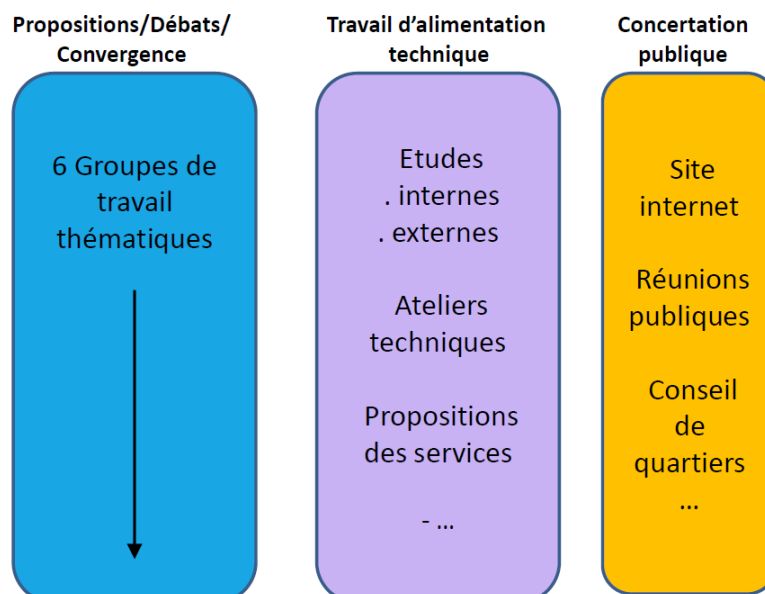 Propositions/Débats/
Convergence
6 Groupes de
travail
thématiques
Travail d'alimentation
technique
Etudes
. internes
. externes
Ateliers
techniques
Propositions
des services
- ...
Concertation
publique
Site
internet
Réunions
publiques
Conseil
de
quartiers
...